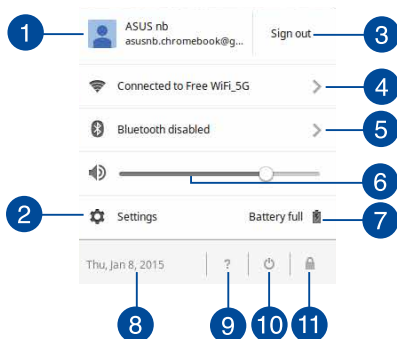 1
ASUS nb
asusnb.chromebook@g...
Sign out
3
Connected to Free WiFi_5G
4
Bluetooth disabled
5
6
2
Settings
Battery full
7
Thu, Jan 8, 2015
?
8
9
10
11